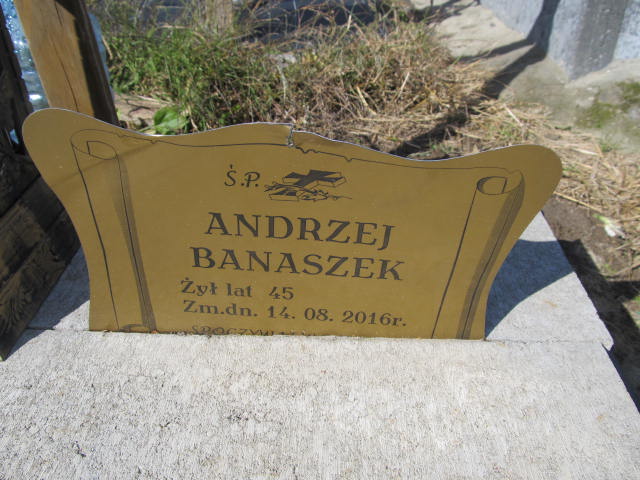 Ś.P.
ANDRZEJ
BANASZEK
Żył lat 45
Zm.dn. 14. 08. 2016r.